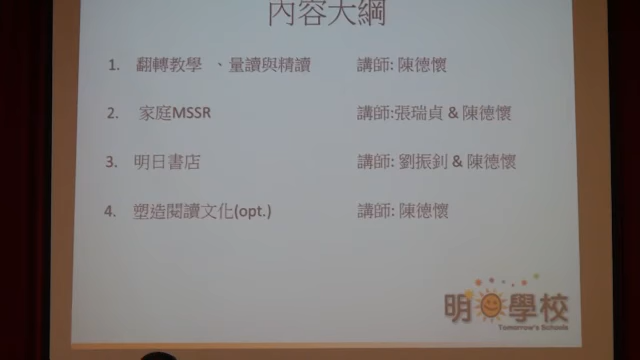 內容大綱
1. 翻轉教學 、量讀與精讀 講師: 陳德懷
2. 家庭MSSR 講師:張瑞貞 & 陳德懷
3. 明日書店 講師: 劉振釗 & 陳德懷
4. 塑造閱讀文化(opt.) 講師: 陳德懷
明 學校
Tomorrow's Schools